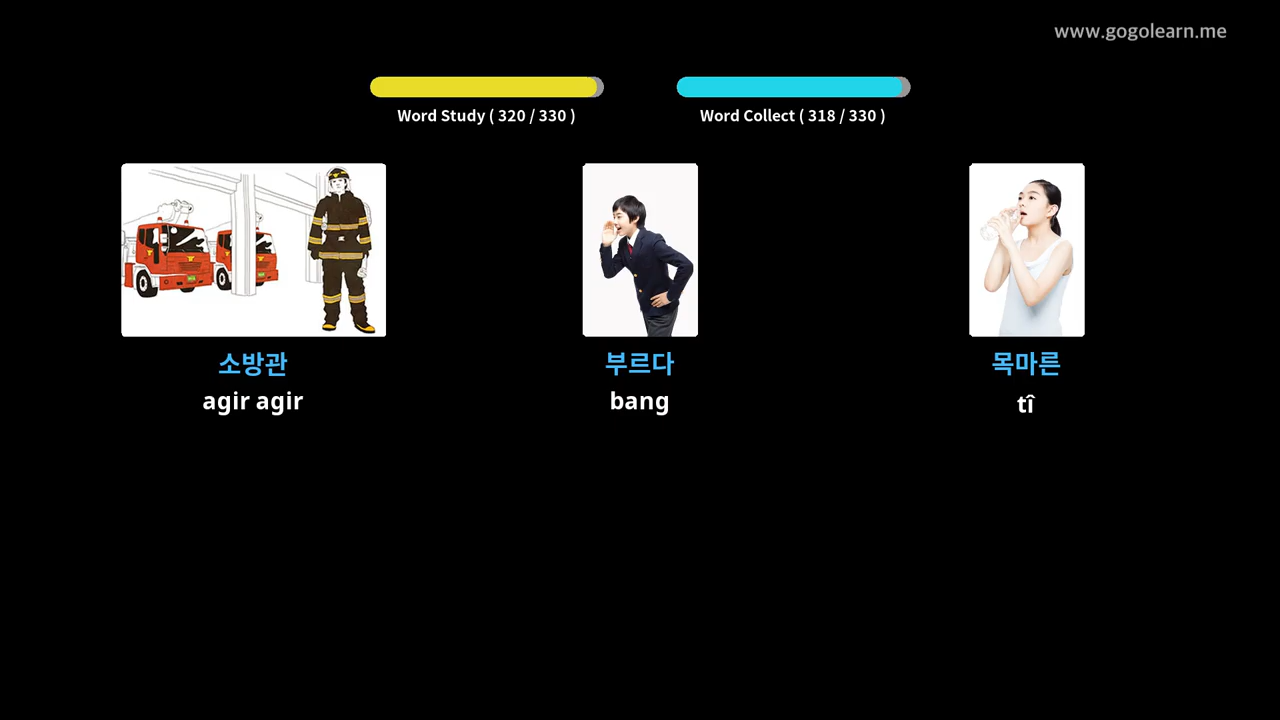 www.gogolearn.me
Word Study ( 320 / 330 )
Word Collect ( 318 / 330 )
소방관
부르다
목마른
agir agir
bang
tî